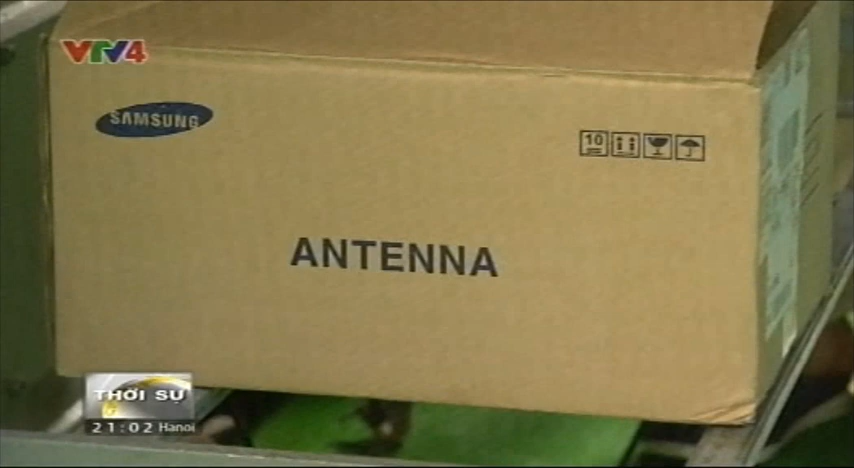 VTV4
SAMSUNG
10
ANTENNA
THỜI SỰ
21:02 Hanoi